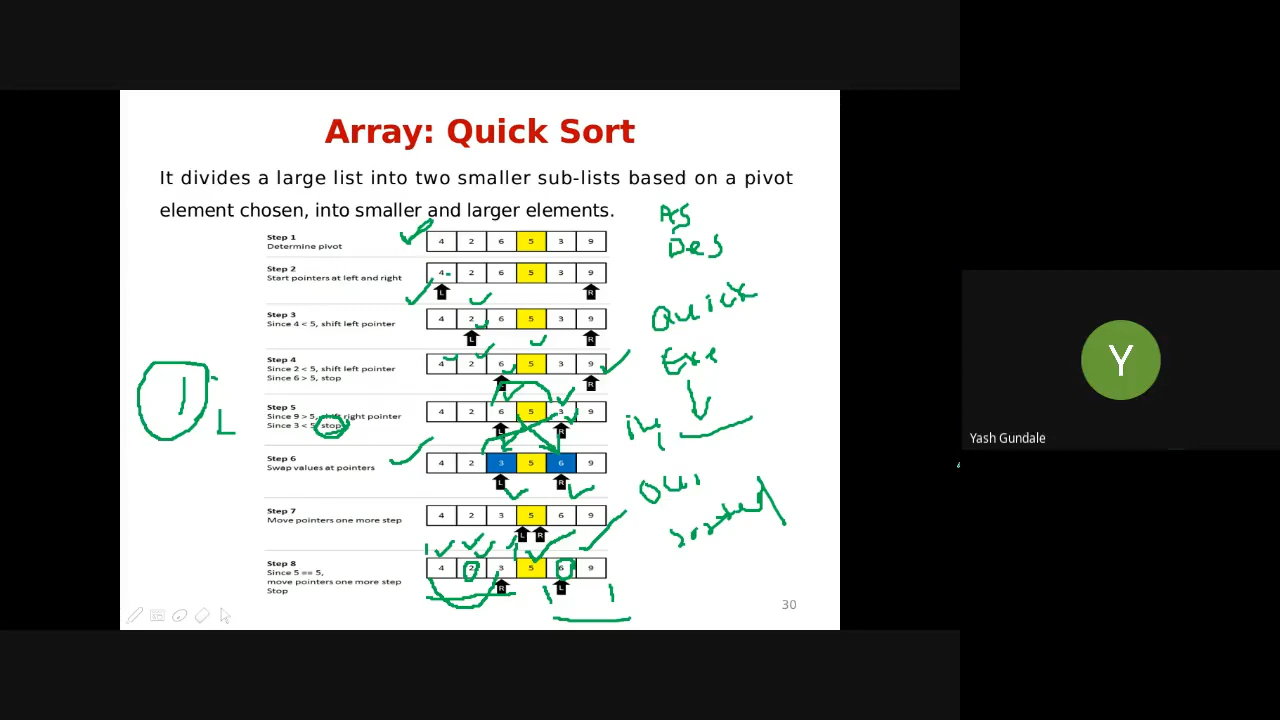 Array: Quick Sort
It divides a large list into two smaller sub-lists based on a pivot
element chosen, into smaller and larger elements.
AS
Des
Step 1
Determine pivot
4 2 6 5 3 9
Step 2
Start pointers at left and right
4 2 6 5 3 9
L R
Quick
Step 3
Since 4 < 5, shift left pointer
4 2 6 5 3 9
L R
Exe
Step 4
Since 2 < 5, shift left pointer
Since 6 > 5, stop
4 2 6 5 3 9
R
Step 5
Since 9 > 5, shift right pointer
Since 3 < 5, stop
4 2 6 5 3 9
L R
L
Step 6
Swap values at pointers
4 2 3 5 6 9
L R
Step 7
Move pointers one more step
4 2 3 5 6 9
L R
sorted
Step 8
Since 5 == 5,
move pointers one more step
Stop
4 2 3 5 6 9
R L
30
Y
Yash Gundale